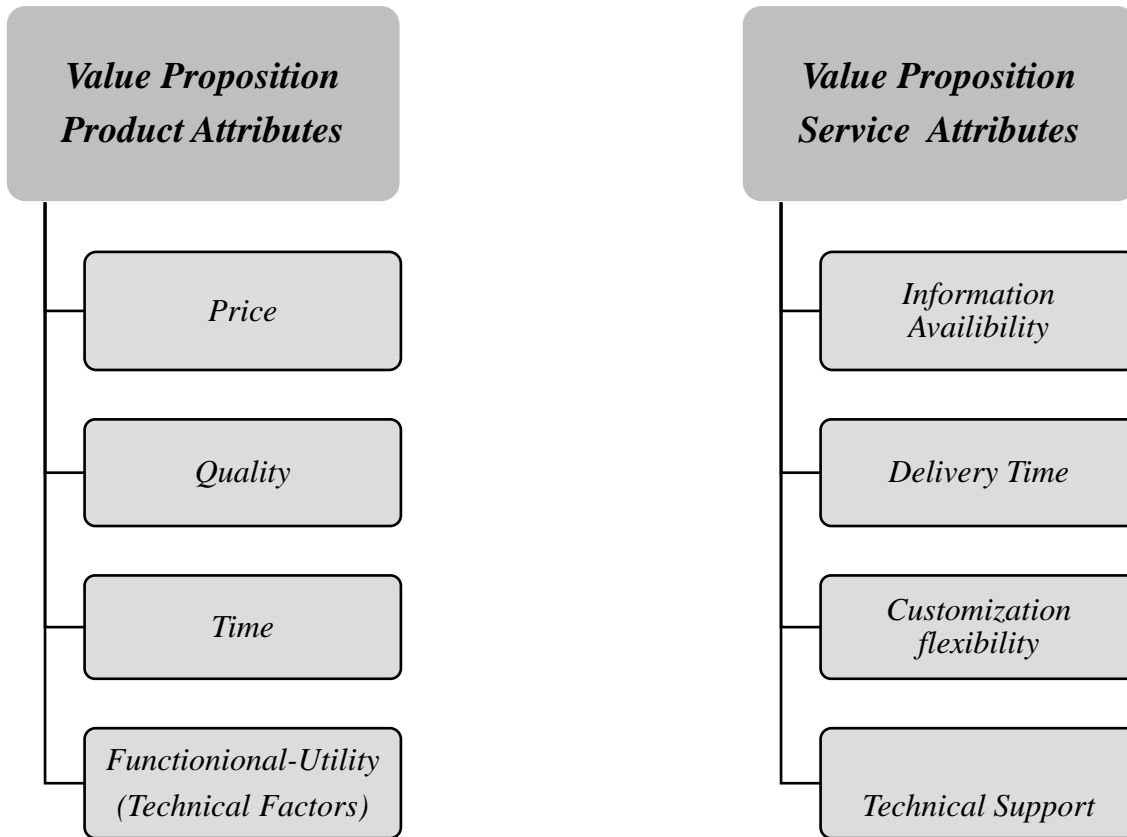 Value Proposition
Product Attributes
Price
Quality
Time
Functionional-Utility
(Technical Factors)
Value Proposition
Service Attributes
Information
Availibility
Delivery Time
Customization
flexibility
Technical Support